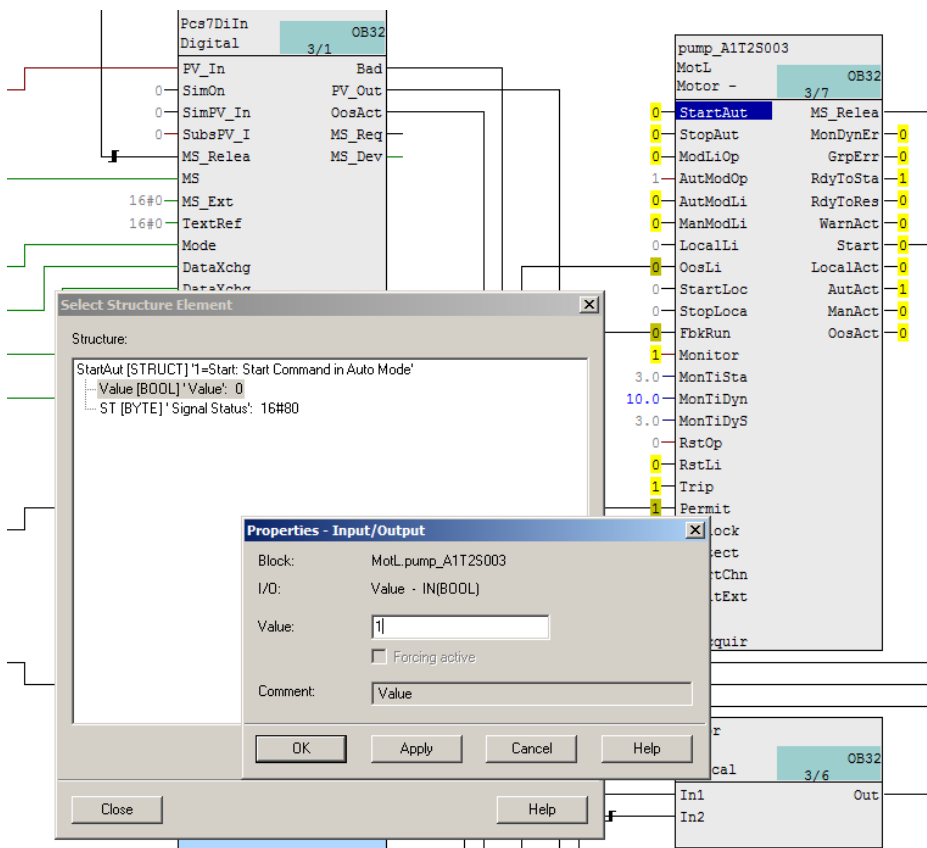 Pcs7DiIn
Digital
OB32
3/1
PV_In
Bad
0
SimOn
PV_Out
0
SimPV_In
OosAct
0
SubsPV_I
MS_Req
MS_Relea
MS_Dev
MS
16#0
MS_Ext
16#0
TextRef
Mode
DataXchg
DataXchg
pump_A1T2S003
MotL
Motor -
OB32
3/7
0
StartAut
MS_Relea
0
StopAut
MonDynEr
0
0
ModLiOp
GrpErr
0
1
AutModOp
RdyToSta
1
0
AutModLi
RdyToRes
0
0
ManModLi
WarnAct
0
0
LocalLi
Start
0
0
OosLi
LocalAct
0
0
StartLoc
AutAct
1
0
StopLoca
ManAct
0
0
FbkRun
OosAct
0
1
Monitor
3.0
MonTiSta
10.0
MonTiDyn
3.0
MonTiDyS
0
RstOp
0
RstLi
1
Trip
1
Permit
lock
ect
tChn
tExt
quir
Select Structure Element
Structure:
StartAut [STRUCT] '1=Start: Start Command in Auto Mode'
Value [BOOL] ' Value': 0
ST [BYTE] ' Signal Status': 16#80
Close
Help
Properties - Input/Output
Block:
MotL.pump_A1T2S003
I/O:
Value - IN(BOOL)
Value:
1
Forcing active
Comment:
Value
OK
Apply
Cancel
Help
r
cal
OB32
3/6
In1
Out
In2